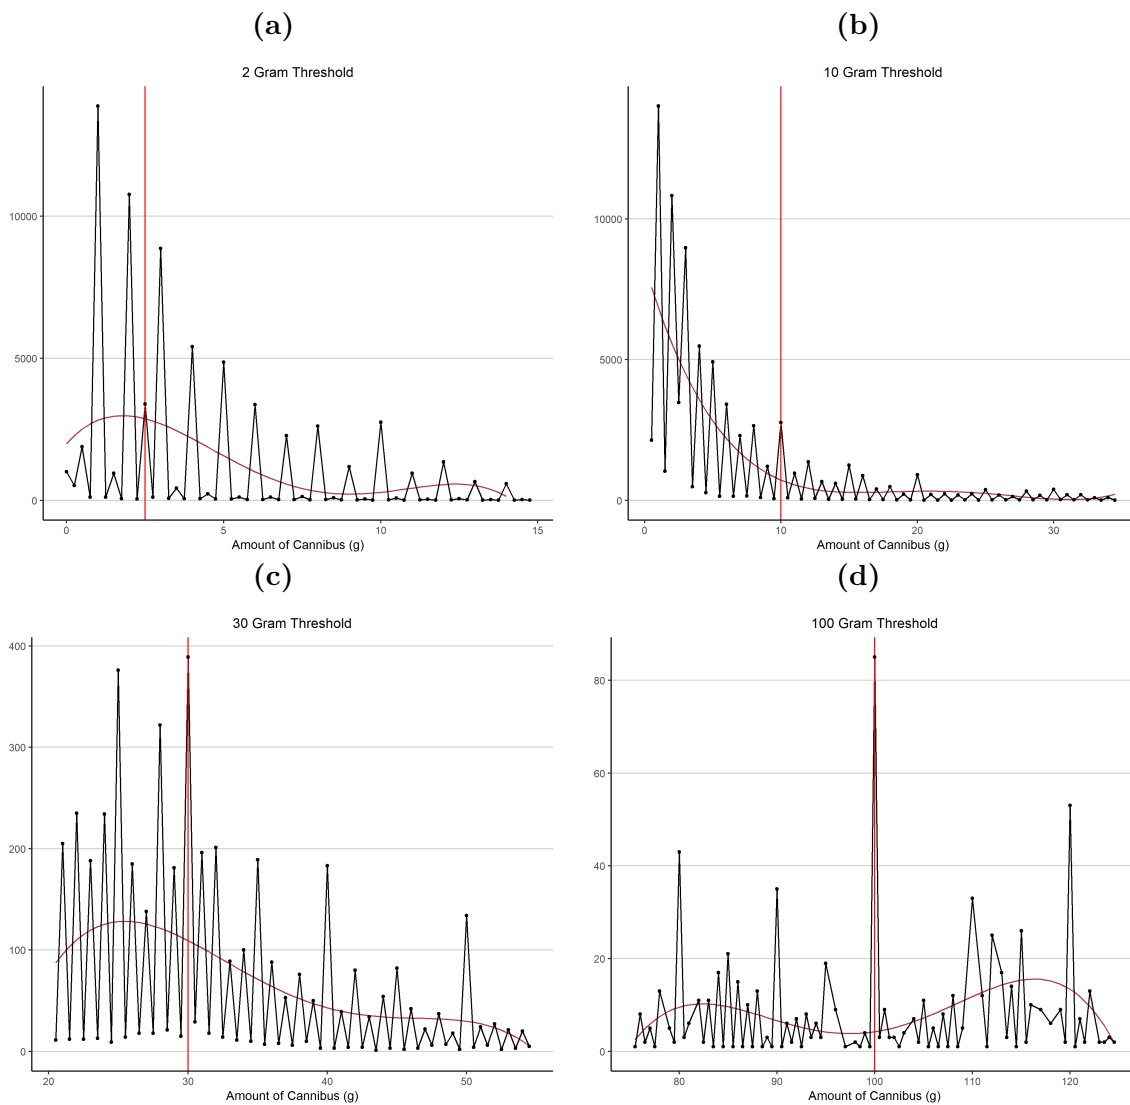 (a)
2 Gram Threshold
10000
5000
0
0 5 10 15
Amount of Cannibus (g)
(b)
10 Gram Threshold
10000
5000
0
0 10 20 30
Amount of Cannibus (g)
(c)
30 Gram Threshold
400
300
200
100
0
20 30 40 50
Amount of Cannibus (g)
(d)
100 Gram Threshold
80
60
40
20
0
80 90 100 110 120
Amount of Cannibus (g)